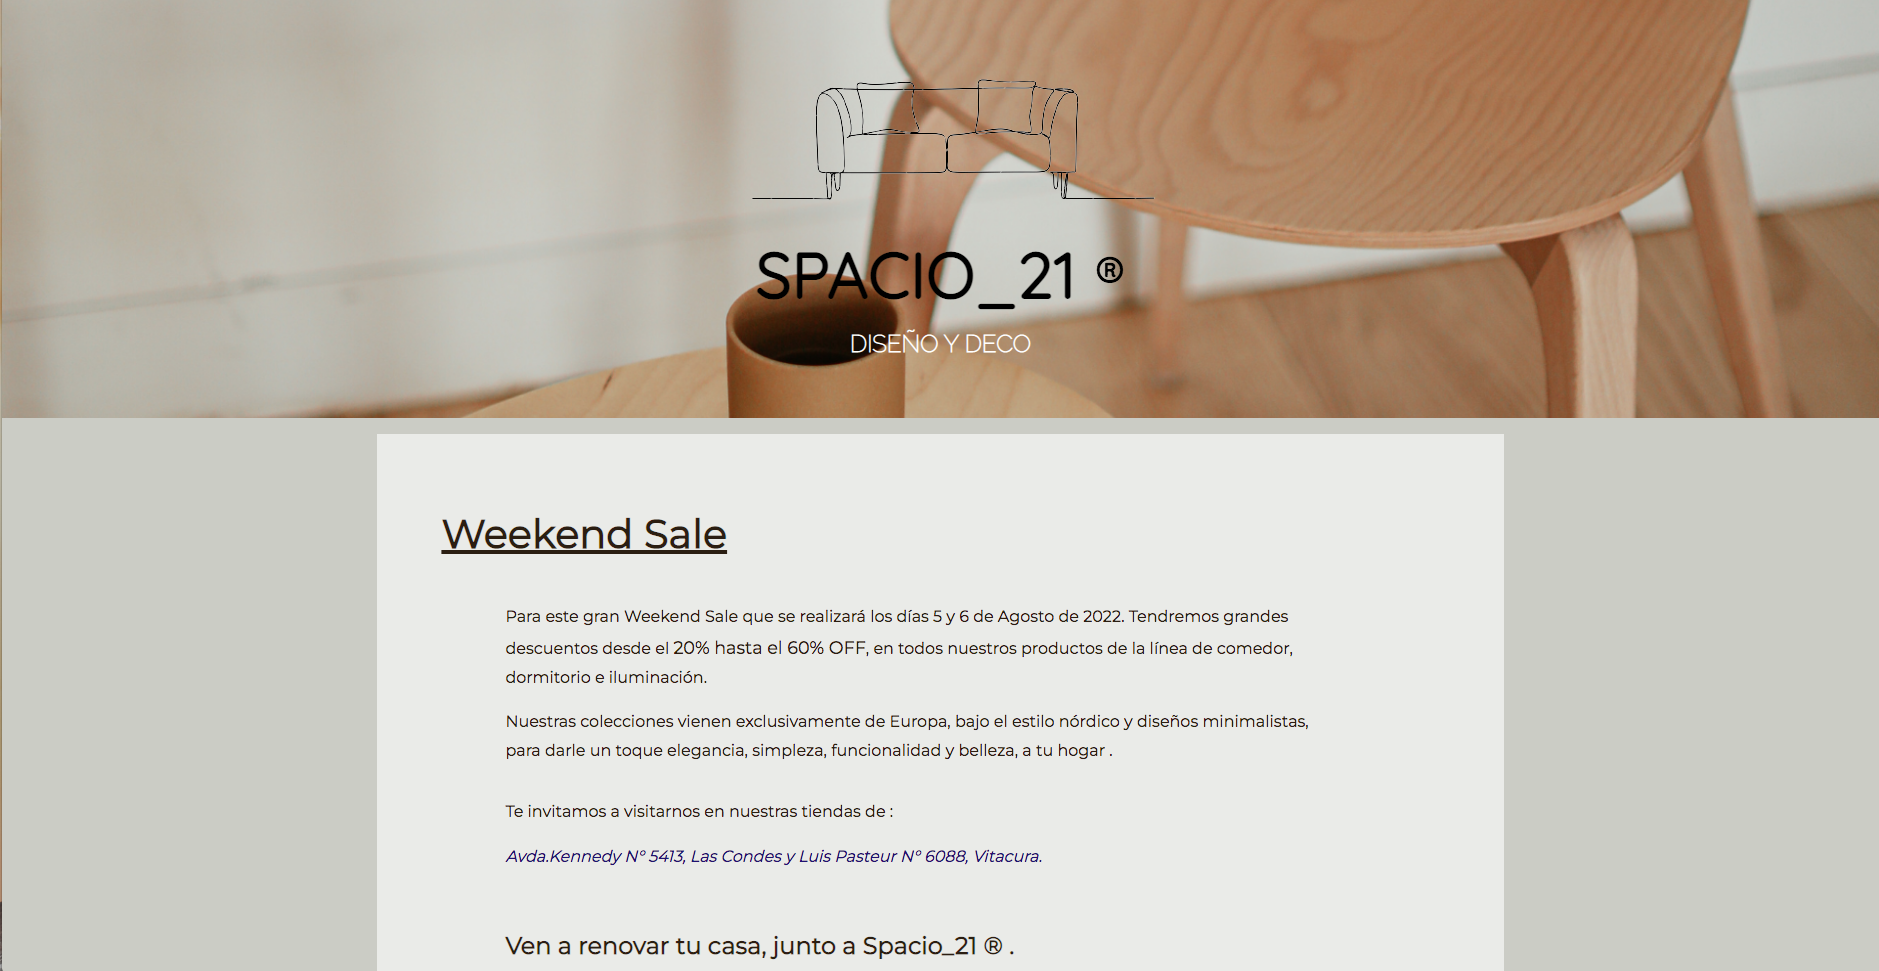 SPACIO_21 ®
DISEÑO Y DECO
Weekend Sale
Para este gran Weekend Sale que se realizará los días 5 y 6 de Agosto de 2022. Tendremos grandes
descuentos desde el 20% hasta el 60% OFF, en todos nuestros productos de la línea de comedor,
dormitorio e iluminación.
Nuestras colecciones vienen exclusivamente de Europa, bajo el estilo nórdico y diseños minimalistas,
para darle un toque elegancia, simpleza, funcionalidad y belleza, a tu hogar .
Te invitamos a visitarnos en nuestras tiendas de :
Avda.Kennedy N° 5413, Las Condes y Luis Pasteur N° 6088, Vitacura.
Ven a renovar tu casa, junto a Spacio_21 ® .